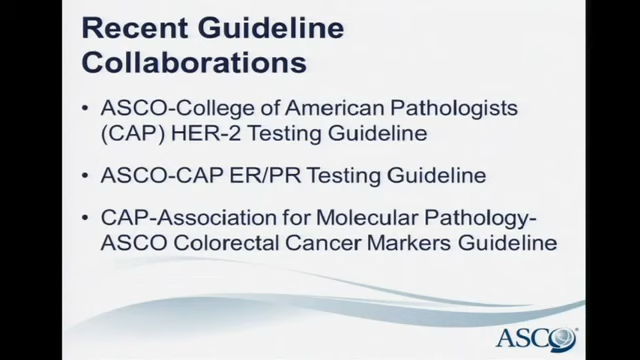 Recent Guideline
Collaborations
• ASCO-College of American Pathologists
(CAP) HER-2 Testing Guideline
• ASCO-CAP ER/PR Testing Guideline
• CAP-Association for Molecular Pathology-
ASCO Colorectal Cancer Markers Guideline
ASCO